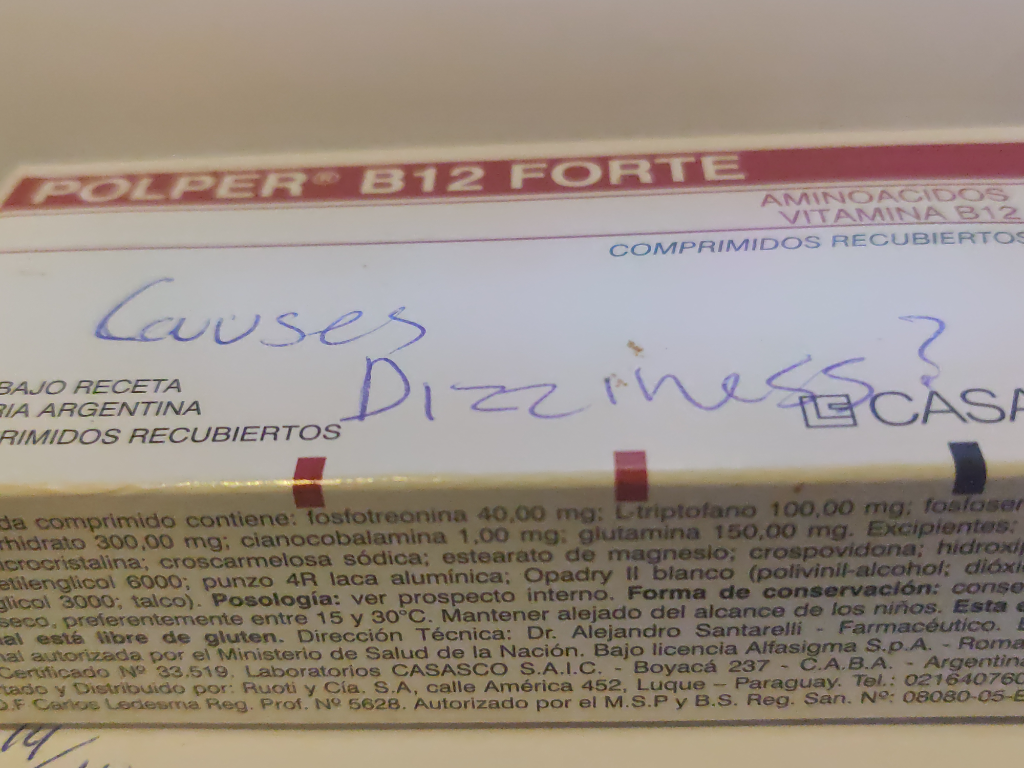 POLPER® B12 FORTE
AMINOACIDOS
VITAMINA B12
COMPRIMIDOS RECUBIERTOS
Causes
Dizziness?
BAJO RECETA
RIA ARGENTINA
PRIMIDOS RECUBIERTOS
CASA
da comprimido contiene: fosfotreonina 40,00 mg; L-triptofano 100,00 mg; fosfoser
rhidrato 300,00 mg; cianocobalamina 1,00 mg; glutamina 150,00 mg. Excipientes:
icrocristalina; croscarmelosa sódica; estearato de magnesio; crospovidona; hidroxip
etilenglicol 6000; punzo 4R laca alumínica; Opadry II blanco (polivinil-alcohol; dióxi
glicol 3000; talco). Posología: ver prospecto interno. Forma de conservación: conse
seco, preferentemente entre 15 y 30°C. Mantener alejado del alcance de los niños. Esta
al está libre de gluten. Dirección Técnica: Dr. Alejandro Santarelli - Farmacéutico.
al autorizada por el Ministerio de Salud de la Nación. Bajo licencia Alfasigma S.p.A. - Roma
Certificado Nº 33.519. Laboratorios CASASCO S.A.I.C. - Boyacá 237 - C.A.B.A. - Argentina
tado y Distribuido por: Ruoti y Cía. S.A, calle América 452, Luque – Paraguay. Tel.: 021640760
D.F Carlos Ledesma Reg. Prof. Nº 5628. Autorizado por el M.S.P y B.S. Reg. San. Nº: 08080-05-E